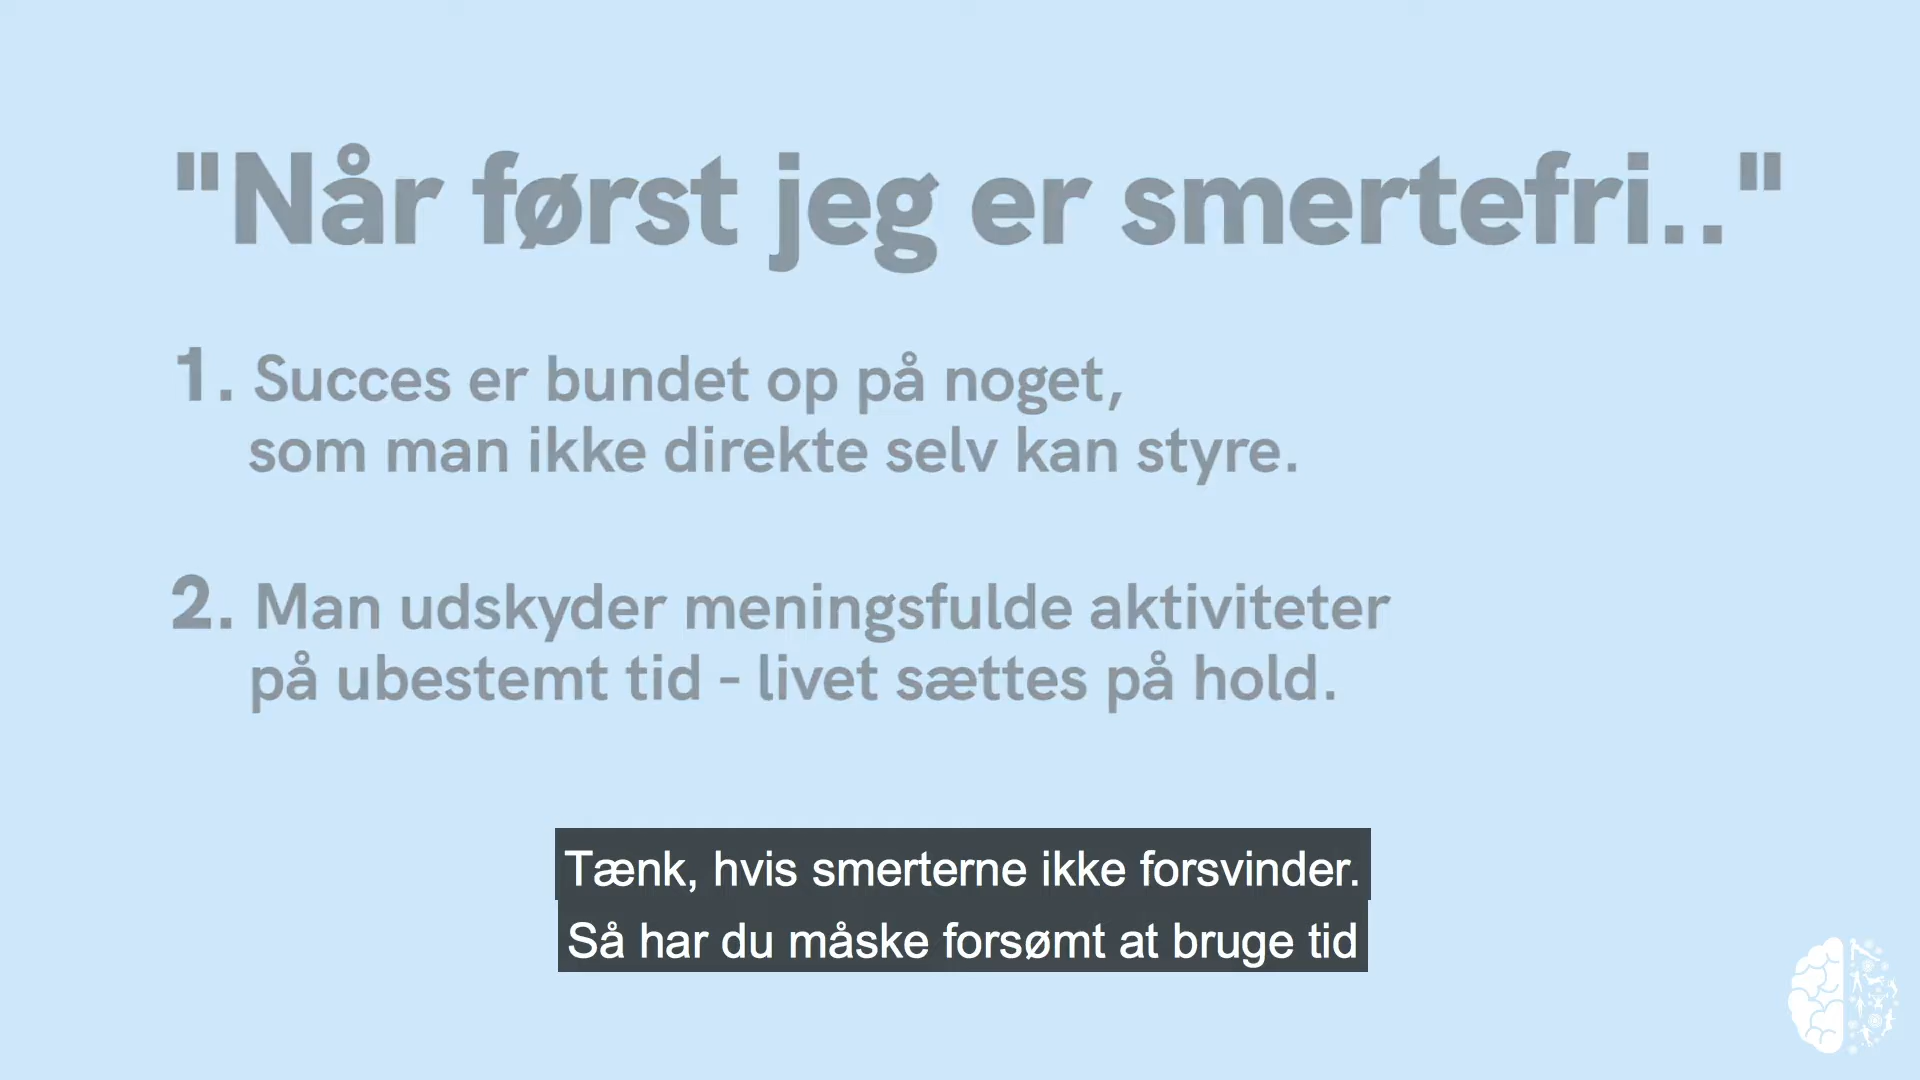 "Når først jeg er smertefri.."
1. Succes er bundet op på noget,
som man ikke direkte selv kan styre.
2. Man udskyder meningsfulde aktiviteter
på ubestemt tid - livet sættes på hold.
Tænk, hvis smerterne ikke forsvinder.
Så har du måske forsømt at bruge tid